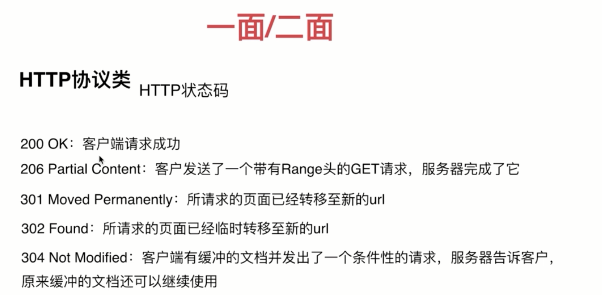 一面/二面
HTTP协议类 HTTP状态码
200 OK：客户端请求成功
206 Partial Content：客户发送了一个带有Range头的GET请求，服务器完成了它
301 Moved Permanently：所请求的页面已经转移至新的url
302 Found：所请求的页面已经临时转移至新的url
304 Not Modified：客户端有缓冲的文档并发出了一个条件性的请求，服务器告诉客户，
原来缓冲的文档还可以继续使用